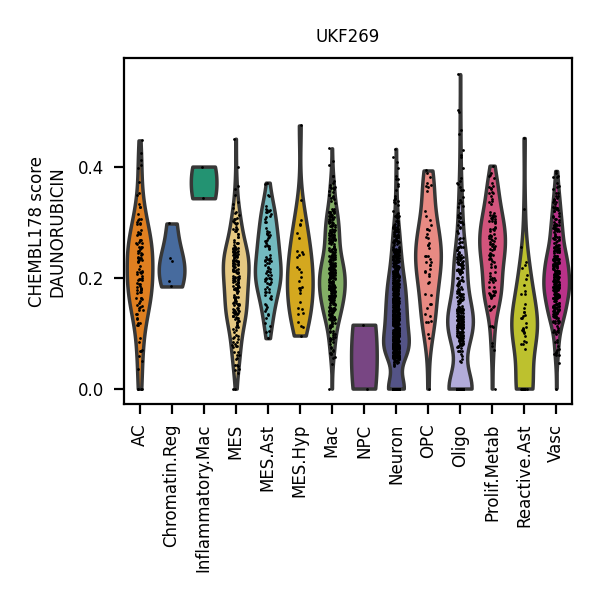 UKF269
CHEMBL178 score
DAUNORUBICIN
0.4
0.2
0.0
AC
Chromatin.Reg
Inflammatory.Mac
MES
MES.Ast
MES.Hyp
Mac
NPC
Neuron
OPC
Oligo
Prolif.Metab
Reactive.Ast
Vasc